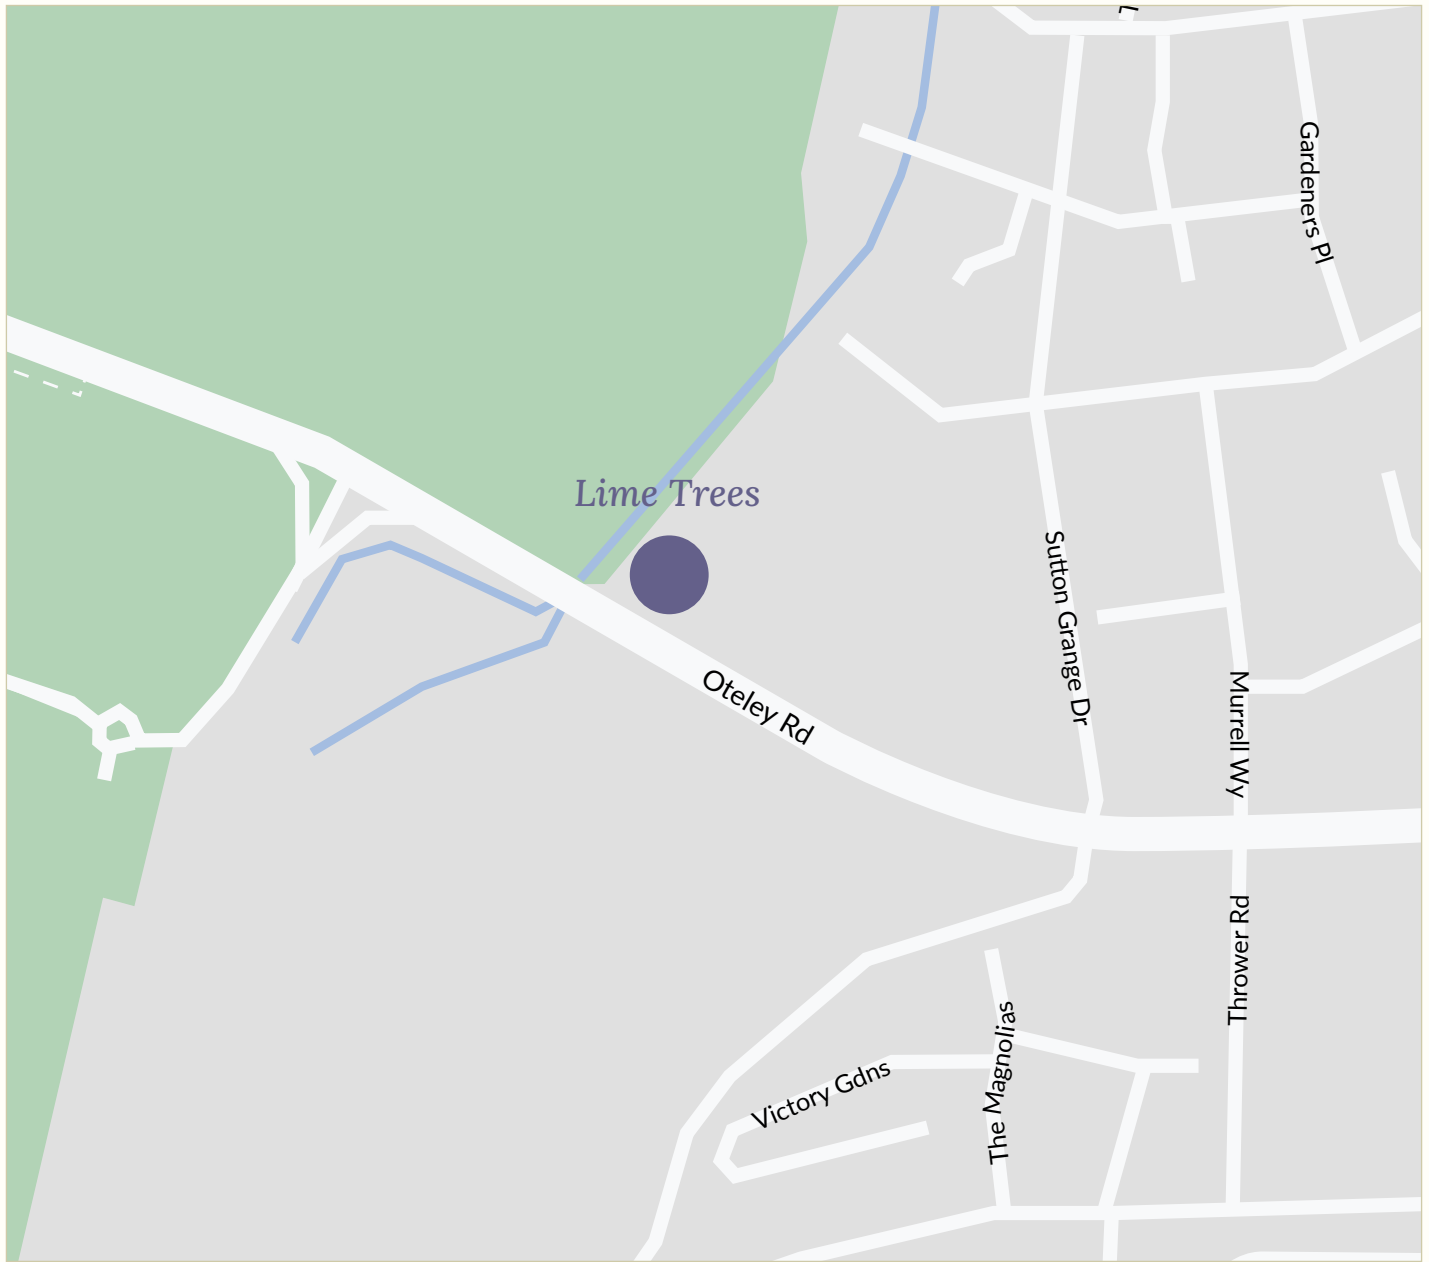 Gardeners Pl
Lime Trees
Sutton Grange Dr
Oteley Rd
Murrell Wy
Thrower Rd
The Magnolias
Victory Gdns